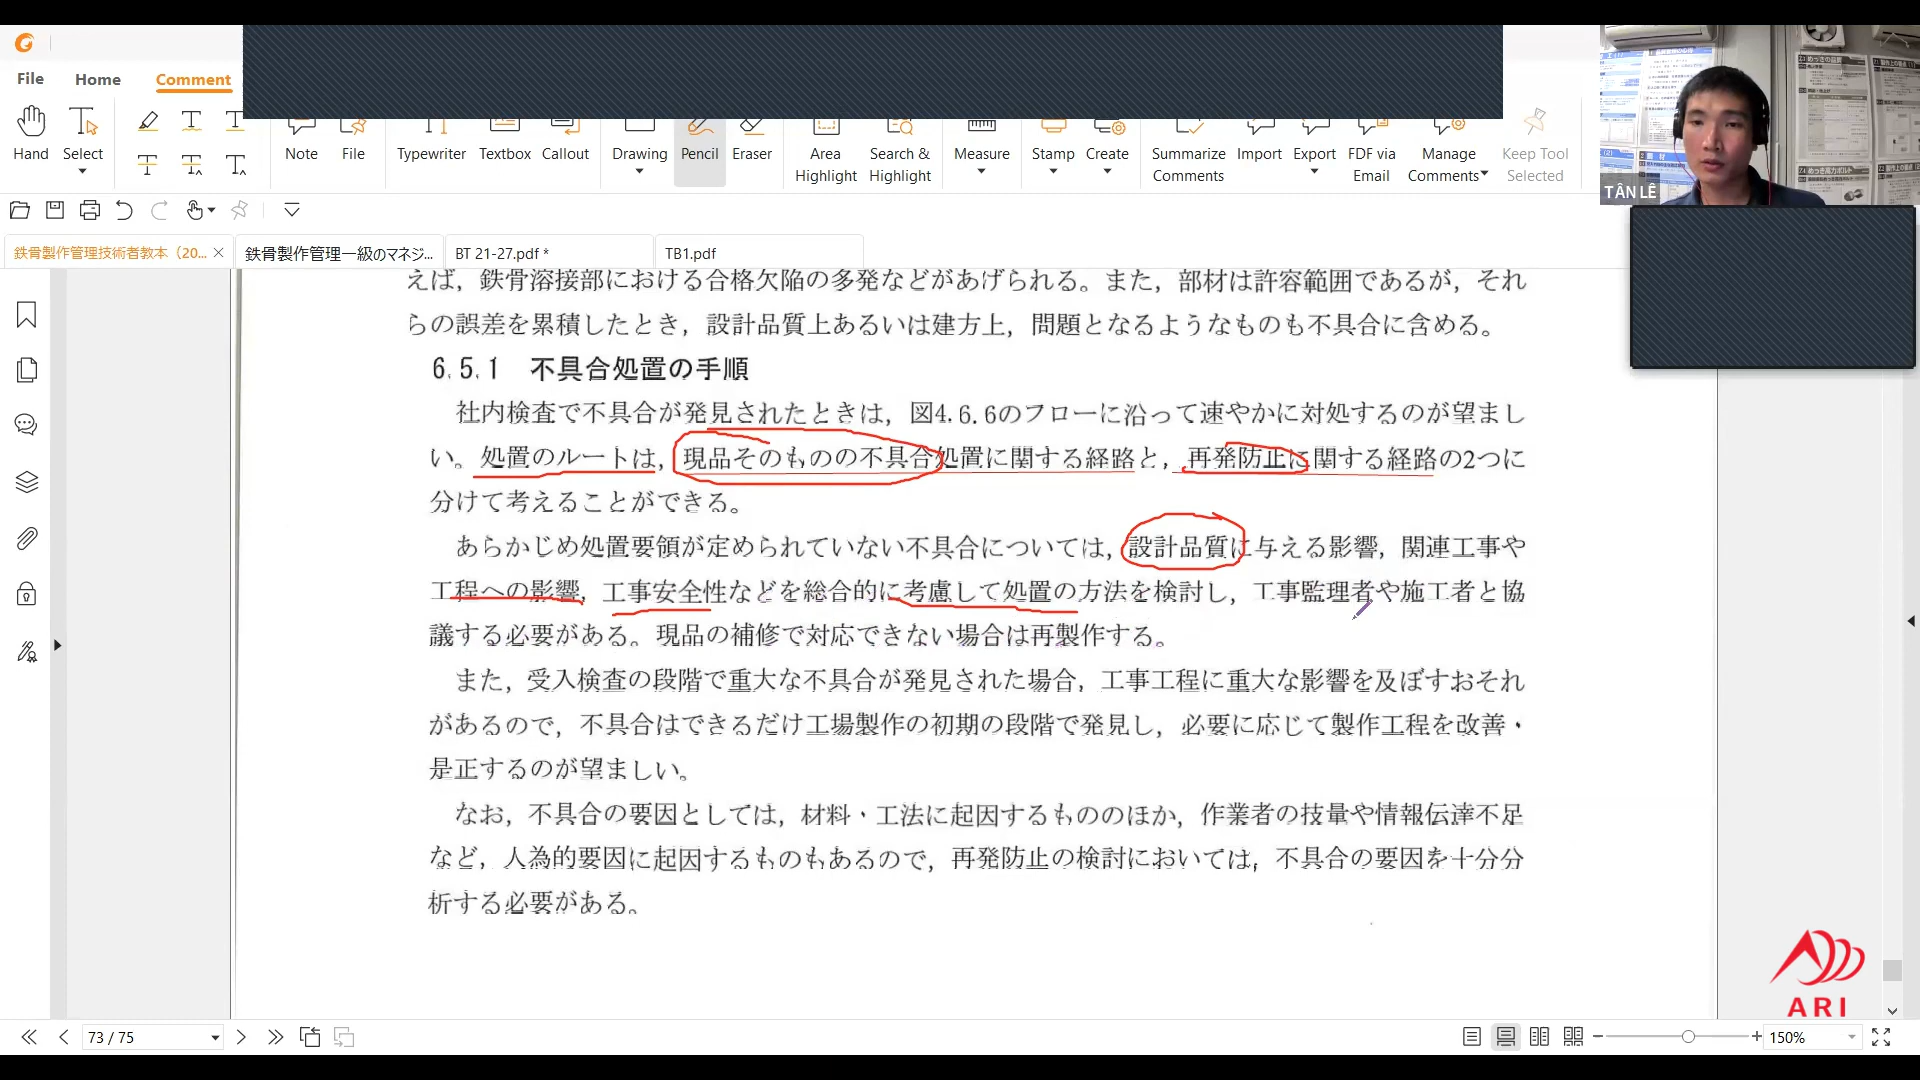 File
Home
Comment
Hand
Select
Note
File
Typewriter
Textbox
Callout
Drawing
Pencil
Eraser
Area Highlight
Search & Highlight
Measure
Stamp
Create
Summarize Comments
Import
Export
FDF via Email
Manage Comments
Keep Tool Selected
TÂN LÊ
鉄骨製作管理技術者教本（20...
鉄骨製作管理一級のマネジ...
BT 21-27.pdf *
TB1.pdf
えば，鉄骨溶接部における合格欠陥の多発などがあげられる。また，部材は許容範囲であるが，それ
らの誤差を累積したとき，設計品質上あるいは建方上，問題となるようなものも不具合に含める。
6.5.1 不具合処置の手順
社内検査で不具合が発見されたときは，図4.6.6のフローに沿って速やかに対処するのが望まし
い。処置のルートは，現品そのものの不具合処置に関する経路と，再発防止に関する経路の2つに
分けて考えることができる。
あらかじめ処置要領が定められていない不具合については，設計品質に与える影響，関連工事や
工程への影響，工事安全性などを総合的に考慮して処置の方法を検討し，工事監理者や施工者と協
議する必要がある。現品の補修で対応できない場合は再製作する。
また，受入検査の段階で重大な不具合が発見された場合，工事工程に重大な影響を及ぼすおそれ
があるので，不具合はできるだけ工場製作の初期の段階で発見し，必要に応じて製作工程を改善・
是正するのが望ましい。
なお，不具合の要因としては，材料・工法に起因するもののほか，作業者の技量や情報伝達不足
など，人為的要因に起因するものもあるので，再発防止の検討においては，不具合の要因を十分分
析する必要がある。
ARI
73 / 75
150%